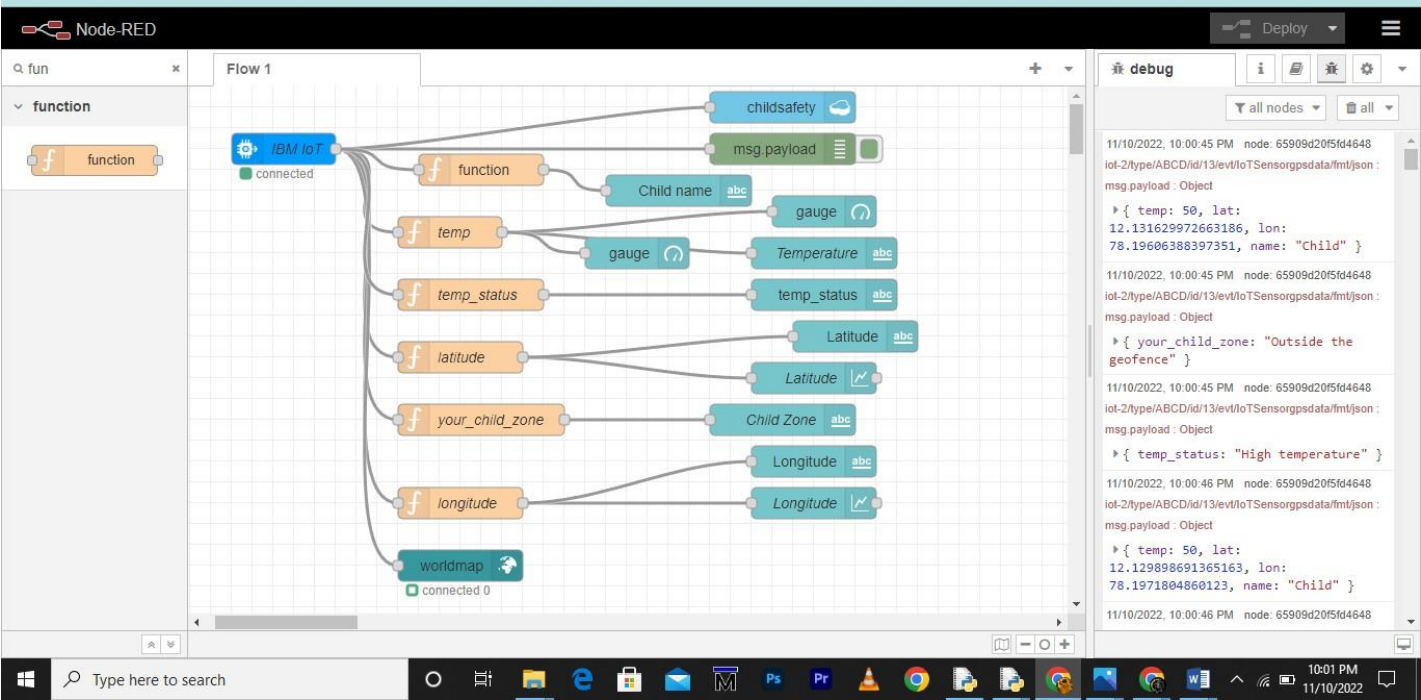 Node-RED
Deploy
fun
function
function
Flow 1
IBM IoT
connected
childsafety
msg.payload
function
Child name abc
gauge
temp
gauge
Temperature abc
temp_status
temp_status abc
Latitude abc
latitude
Latitude
your_child_zone
Child Zone abc
Longitude abc
longitude
Longitude
worldmap
connected 0
debug
i
all nodes
all
11/10/2022, 10:00:45 PM node: 65909d20f5fd4648
iot-2/type/ABCD/id/13/evt/IoTSensorgpsdata/fmt/json :
msg.payload : Object
{ temp: 50, lat:
12.131629972663186, lon:
78.19606388397351, name: "Child" }
11/10/2022, 10:00:45 PM node: 65909d20f5fd4648
iot-2/type/ABCD/id/13/evt/IoTSensorgpsdata/fmt/json :
msg.payload : Object
{ your_child_zone: "Outside the
geofence" }
11/10/2022, 10:00:45 PM node: 65909d20f5fd4648
iot-2/type/ABCD/id/13/evt/IoTSensorgpsdata/fmt/json :
msg.payload : Object
{ temp_status: "High temperature" }
11/10/2022, 10:00:46 PM node: 65909d20f5fd4648
iot-2/type/ABCD/id/13/evt/IoTSensorgpsdata/fmt/json :
msg.payload : Object
{ temp: 50, lat:
12.129898691365163, lon:
78.1971804860123, name: "Child" }
11/10/2022, 10:00:46 PM node: 65909d20f5fd4648
Type here to search
Ps
Pr
10:01 PM
11/10/2022